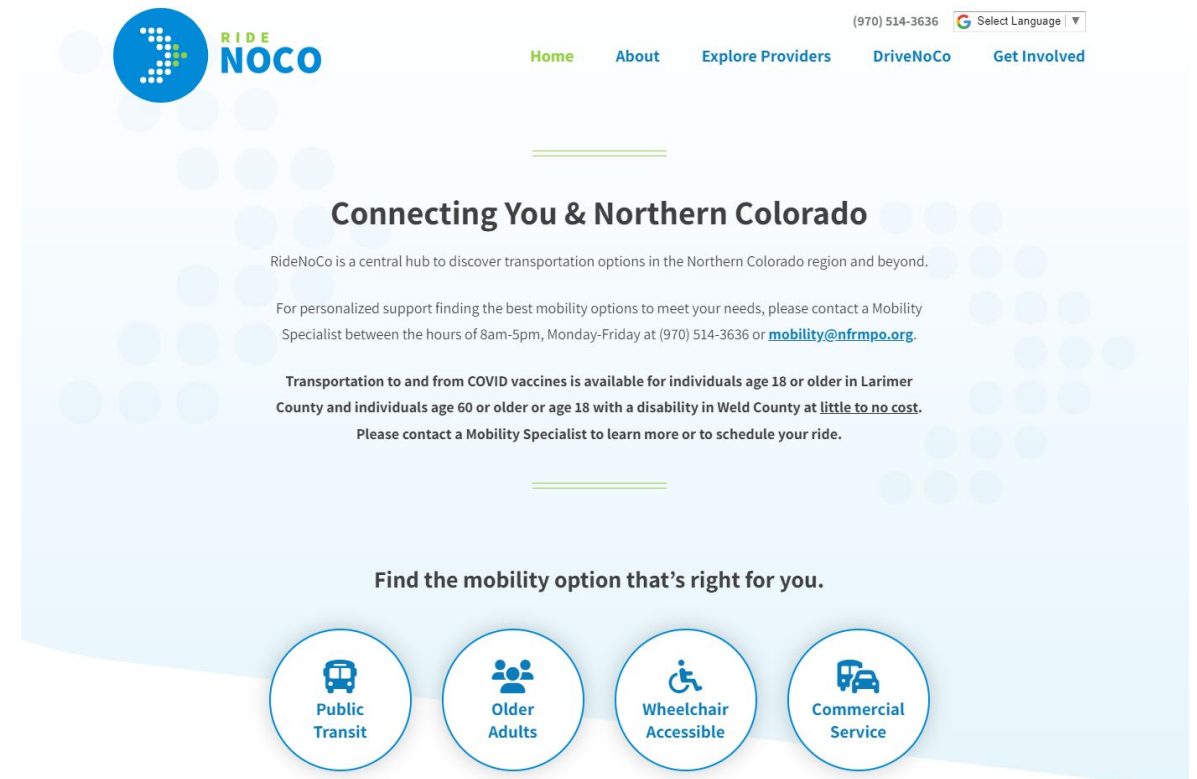 RIDE
NOCO
(970) 514-3636
Select Language ▼
Home About Explore Providers DriveNoCo Get Involved
Connecting You & Northern Colorado
RideNoCo is a central hub to discover transportation options in the Northern Colorado region and beyond.
For personalized support finding the best mobility options to meet your needs, please contact a Mobility
Specialist between the hours of 8am-5pm, Monday-Friday at (970) 514-3636 or mobility@nfrmpo.org.
Transportation to and from COVID vaccines is available for individuals age 18 or older in Larimer
County and individuals age 60 or older or age 18 with a disability in Weld County at little to no cost.
Please contact a Mobility Specialist to learn more or to schedule your ride.
Find the mobility option that’s right for you.
Public
Transit
Older
Adults
Wheelchair
Accessible
Commercial
Service